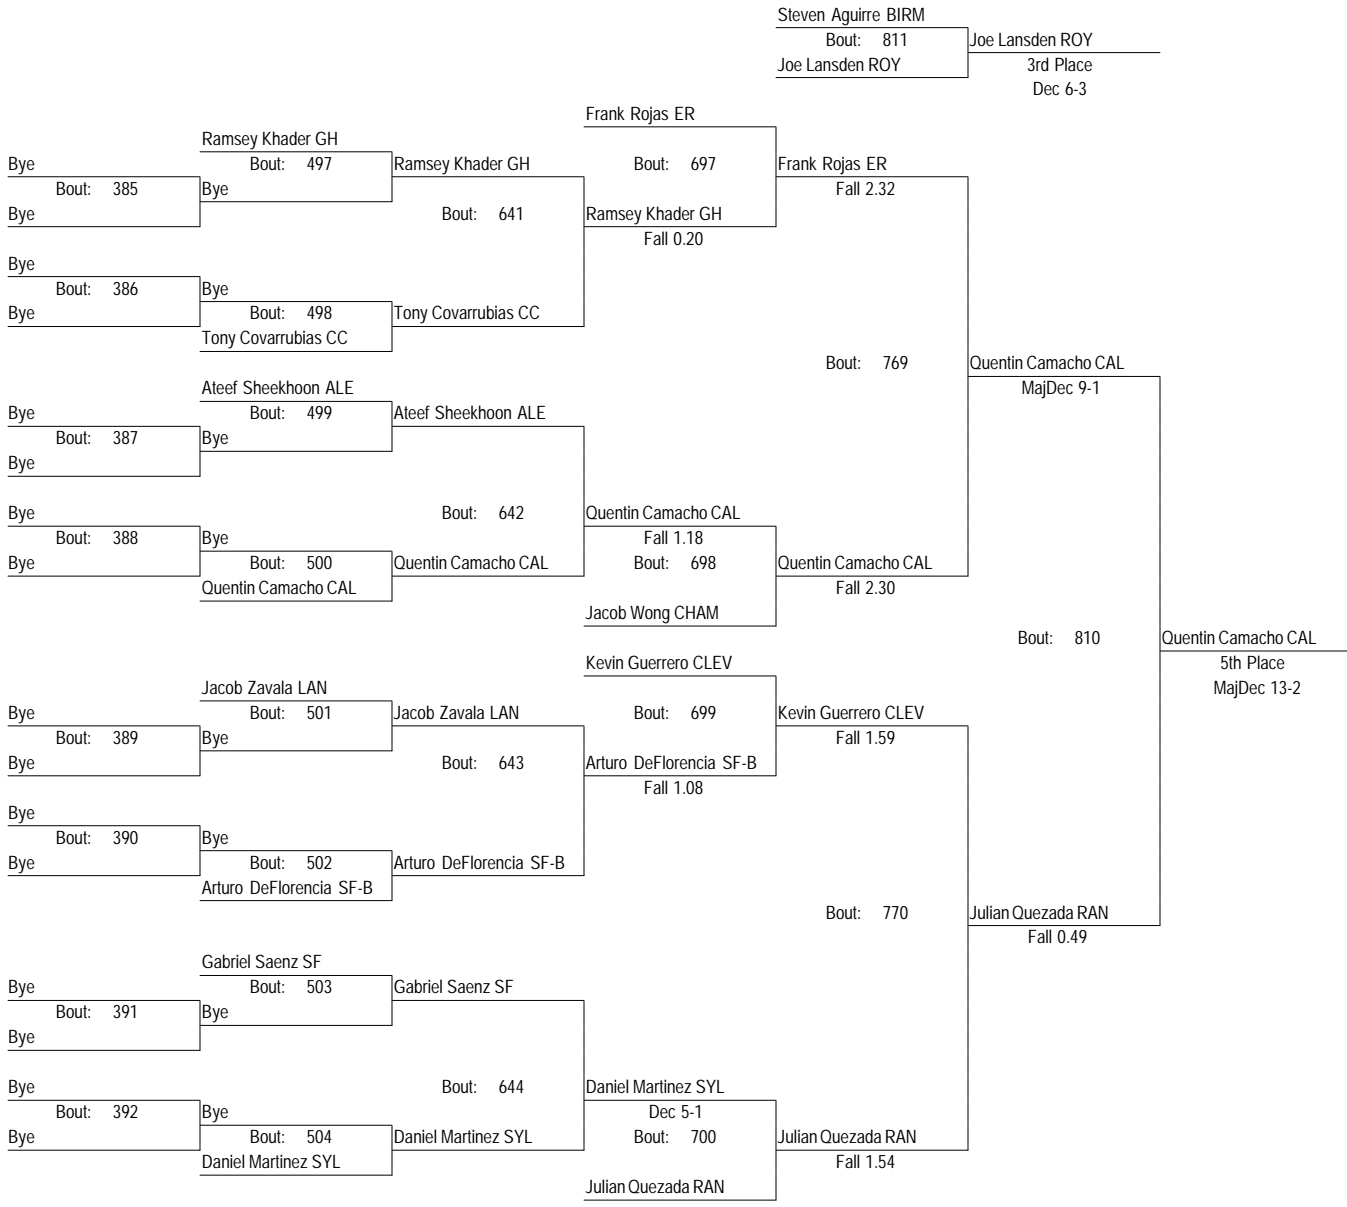 Steven Aguirre BIRM
Bout: 811
Joe Lansden ROY
Joe Lansden ROY
3rd Place
Dec 6-3
Frank Rojas ER
Ramsey Khader GH
Bye
Bout: 497
Ramsey Khader GH
Bout: 697
Frank Rojas ER
Bout: 385
Bye
Fall 2.32
Bye
Bout: 641
Ramsey Khader GH
Fall 0.20
Bye
Bout: 386
Bye
Bye
Bout: 498
Tony Covarrubias CC
Tony Covarrubias CC
Bout: 769
Quentin Camacho CAL
MajDec 9-1
Ateef Sheekhoon ALE
Bye
Bout: 499
Ateef Sheekhoon ALE
Bout: 387
Bye
Bye
Bye
Bout: 642
Quentin Camacho CAL
Bout: 388
Bye
Fall 1.18
Bye
Bout: 500
Quentin Camacho CAL
Bout: 698
Quentin Camacho CAL
Quentin Camacho CAL
Fall 2.30
Jacob Wong CHAM
Bout: 810
Quentin Camacho CAL
5th Place
MajDec 13-2
Kevin Guerrero CLEV
Jacob Zavala LAN
Bye
Bout: 501
Jacob Zavala LAN
Bout: 699
Kevin Guerrero CLEV
Bout: 389
Bye
Fall 1.59
Bye
Bout: 643
Arturo DeFlorencia SF-B
Fall 1.08
Bye
Bout: 390
Bye
Bye
Bout: 502
Arturo DeFlorencia SF-B
Arturo DeFlorencia SF-B
Bout: 770
Julian Quezada RAN
Fall 0.49
Gabriel Saenz SF
Bye
Bout: 503
Gabriel Saenz SF
Bout: 391
Bye
Bye
Bye
Bout: 644
Daniel Martinez SYL
Bout: 392
Bye
Dec 5-1
Bye
Bout: 504
Daniel Martinez SYL
Bout: 700
Julian Quezada RAN
Daniel Martinez SYL
Fall 1.54
Julian Quezada RAN